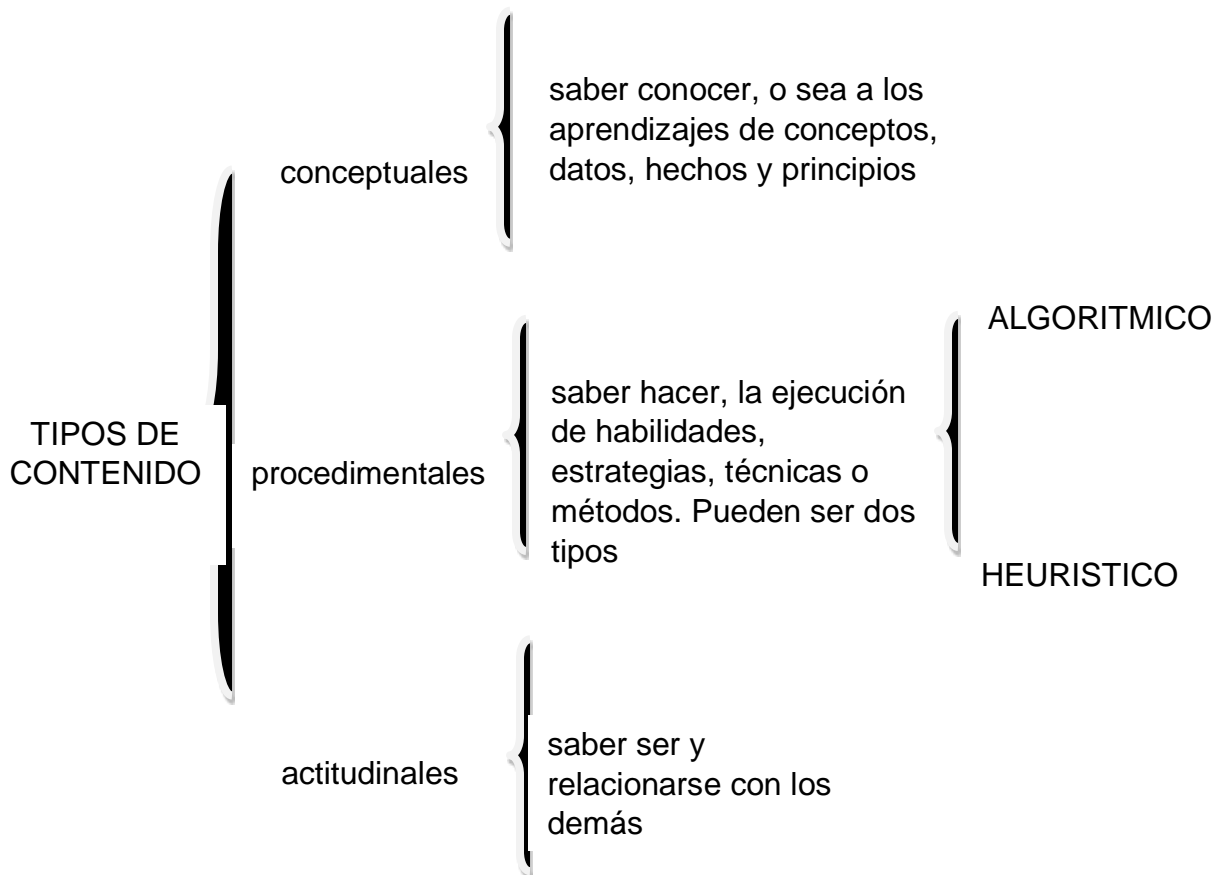 TIPOS DE
CONTENIDO
conceptuales
saber conocer, o sea a los
aprendizajes de conceptos,
datos, hechos y principios
procedimentales
saber hacer, la ejecución
de habilidades,
estrategias, técnicas o
métodos. Pueden ser dos
tipos
ALGORITMICO
HEURISTICO
actitudinales
saber ser y
relacionarse con los
demás